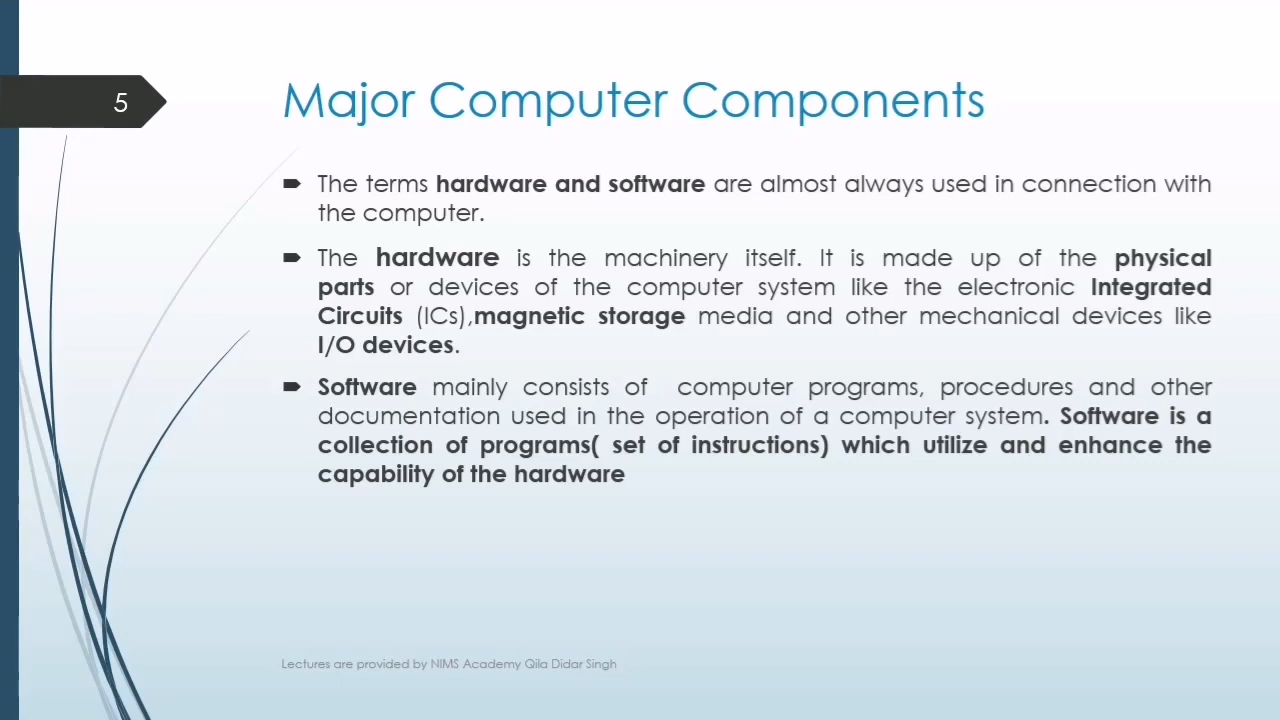 5
Major Computer Components
The terms hardware and software are almost always used in connection with
the computer.
The hardware is the machinery itself. It is made up of the physical
parts or devices of the computer system like the electronic Integrated
Circuits (ICs),magnetic storage media and other mechanical devices like
I/O devices.
Software mainly consists of computer programs, procedures and other
documentation used in the operation of a computer system. Software is a
collection of programs( set of instructions) which utilize and enhance the
capability of the hardware
Lectures are provided by NIMS Academy Qila Didar Singh